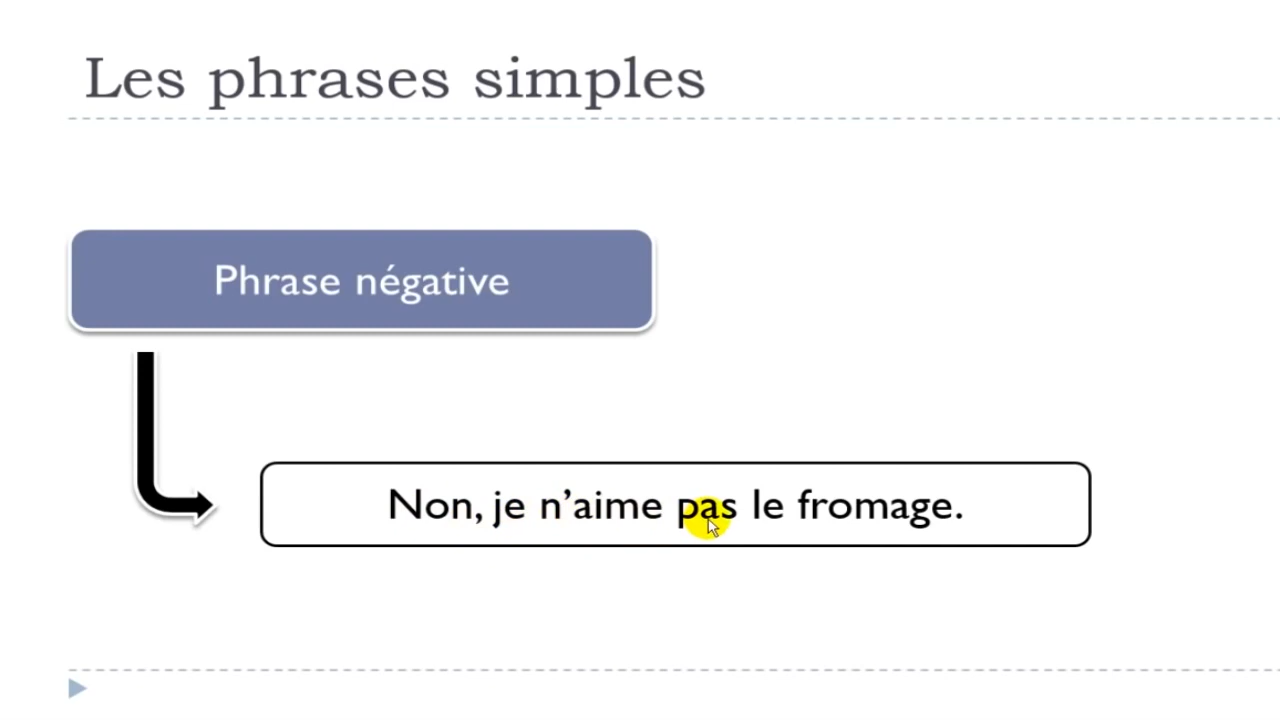 Les phrases simples
Phrase négative
Non, je n’aime pas le fromage.